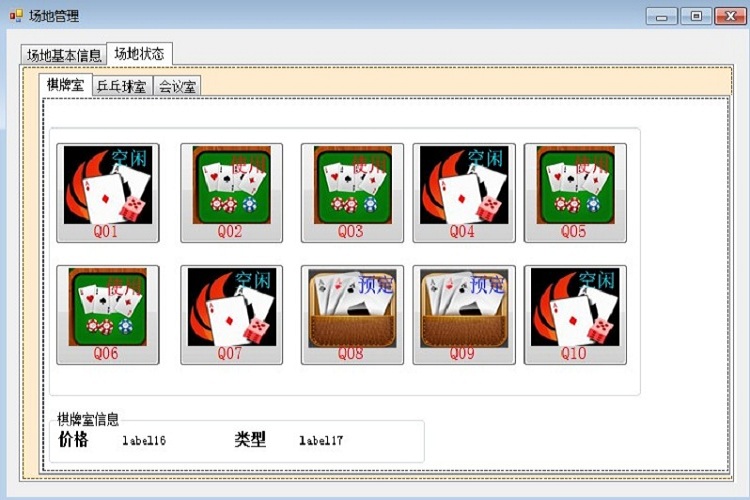 场地管理
场地基本信息 场地状态
棋牌室 乒乓球室 会议室
空闲 使用 使用 空闲 使用
Q01 Q02 Q03 Q04 Q05
使用 空闲 预定 预定 空闲
Q06 Q07 Q08 Q09 Q10
棋牌室信息
价格 label16 类型 label17